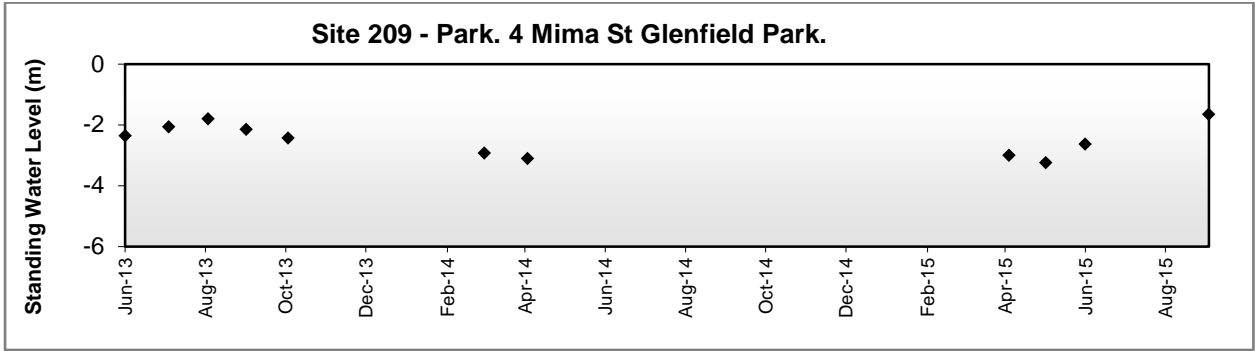 Site 209 - Park. 4 Mima St Glenfield Park.
Standing Water Level (m)
0
-2
-4
-6
Jun-13
Aug-13
Oct-13
Dec-13
Feb-14
Apr-14
Jun-14
Aug-14
Oct-14
Dec-14
Feb-15
Apr-15
Jun-15
Aug-15